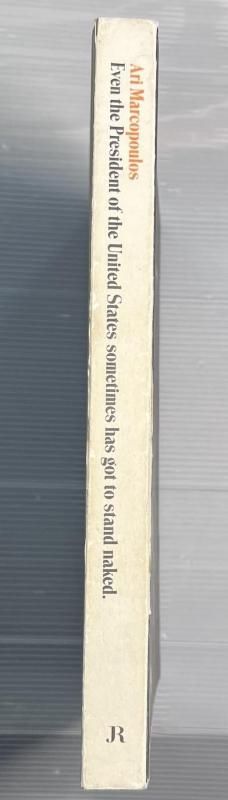 Ari Marcopoulos
Even the President of the United States sometimes has got to stand naked.
JR